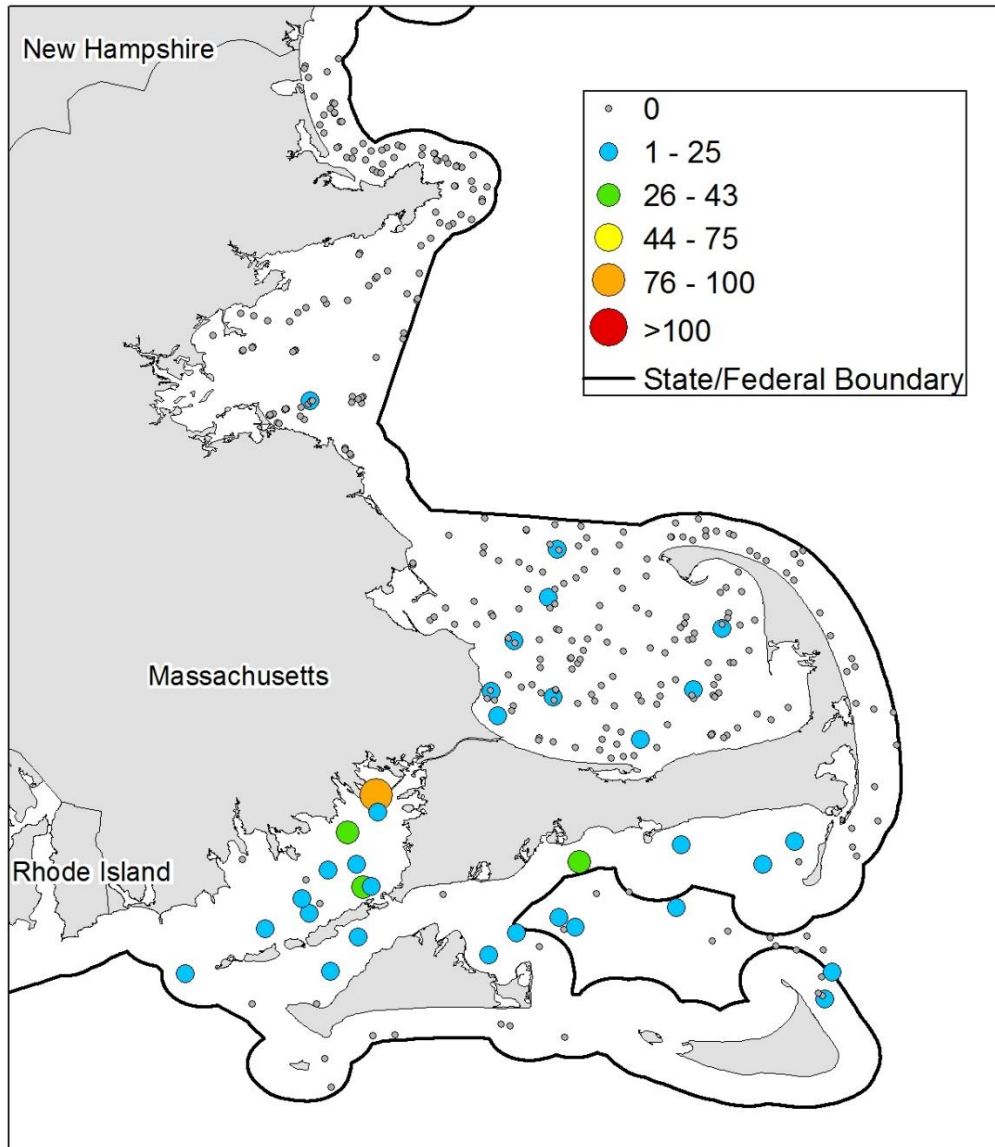 New Hampshire
0
1 - 25
26 - 43
44 - 75
76 - 100
>100
State/Federal Boundary
Massachusetts
Rhode Island